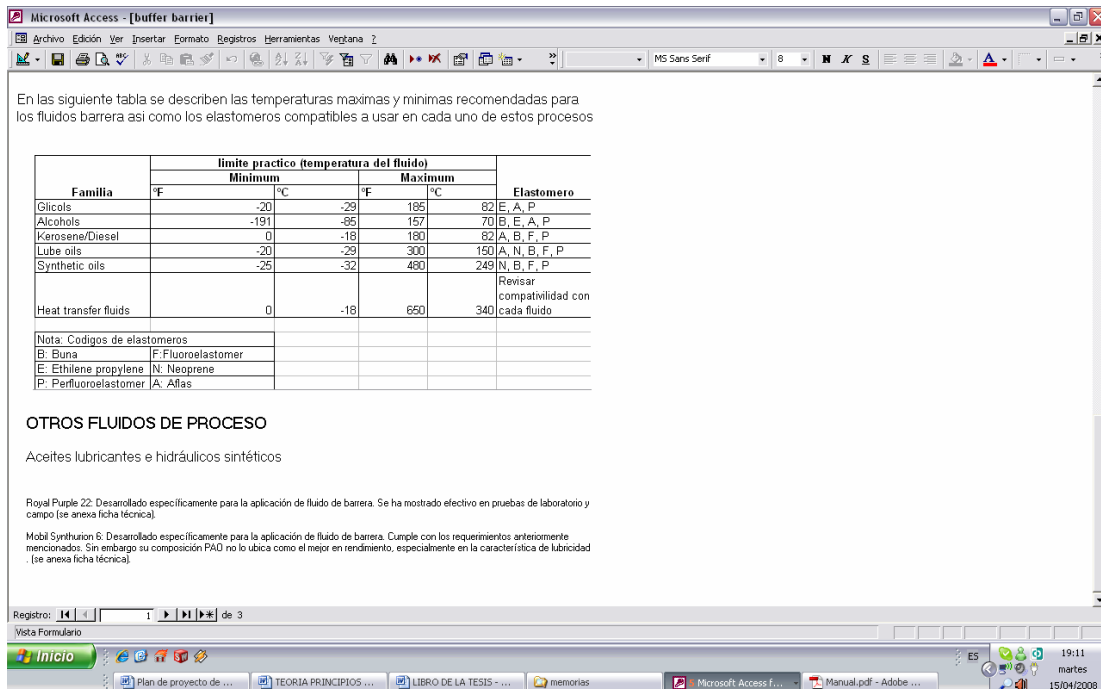 Microsoft Access - [buffer barrier]
Archivo Edición Ver Insertar Formato Registros Herramientas Ventana ?
MS Sans Serif 8 N K S A
En las siguiente tabla se describen las temperaturas maximas y minimas recomendadas para
los fluidos barrera asi como los elastomeros compatibles a usar en cada uno de estos procesos
limite practico (temperatura del fluido)
Minimum Maximum
Familia ºF ºC ºF ºC Elastomero
Glicols -20 -29 185 82 E, A, P
Alcohols -191 -85 157 70 B, E, A, P
Kerosene/Diesel 0 -18 180 82 A, B, F, P
Lube oils -20 -29 300 150 A, N, B, F, P
Synthetic oils -25 -32 480 249 N, B, F, P
Revisar
compativilidad con
Heat transfer fluids 0 -18 650 340 cada fluido
Nota: Codigos de elastomeros
B: Buna F:Fluoroelastomer
E: Ethilene propylene N: Neoprene
P: Perfluoroelastomer A: Aflas
OTROS FLUIDOS DE PROCESO
Aceites lubricantes e hidráulicos sintéticos
Royal Purple 22: Desarrollado específicamente para la aplicación de fluido de barrera. Se ha mostrado efectivo en pruebas de laboratorio y
campo (se anexa ficha técnica).
Mobil Synthurion 6: Desarrollado específicamente para la aplicación de fluido de barrera. Cumple con los requerimientos anteriormente
mencionados. Sin embargo su composición PAO no lo ubica como el mejor en rendimiento, especialmente en la característica de lubricidad
. (se anexa ficha técnica).
Registro: 1 de 3
Vista Formulario
Inicio ES 19:11
martes
Plan de proyecto de ... TEORIA PRINCIPIOS ... LIBRO DE LA TESIS - ... memorias Microsoft Access f... Manual.pdf - Adobe ... 15/04/2008